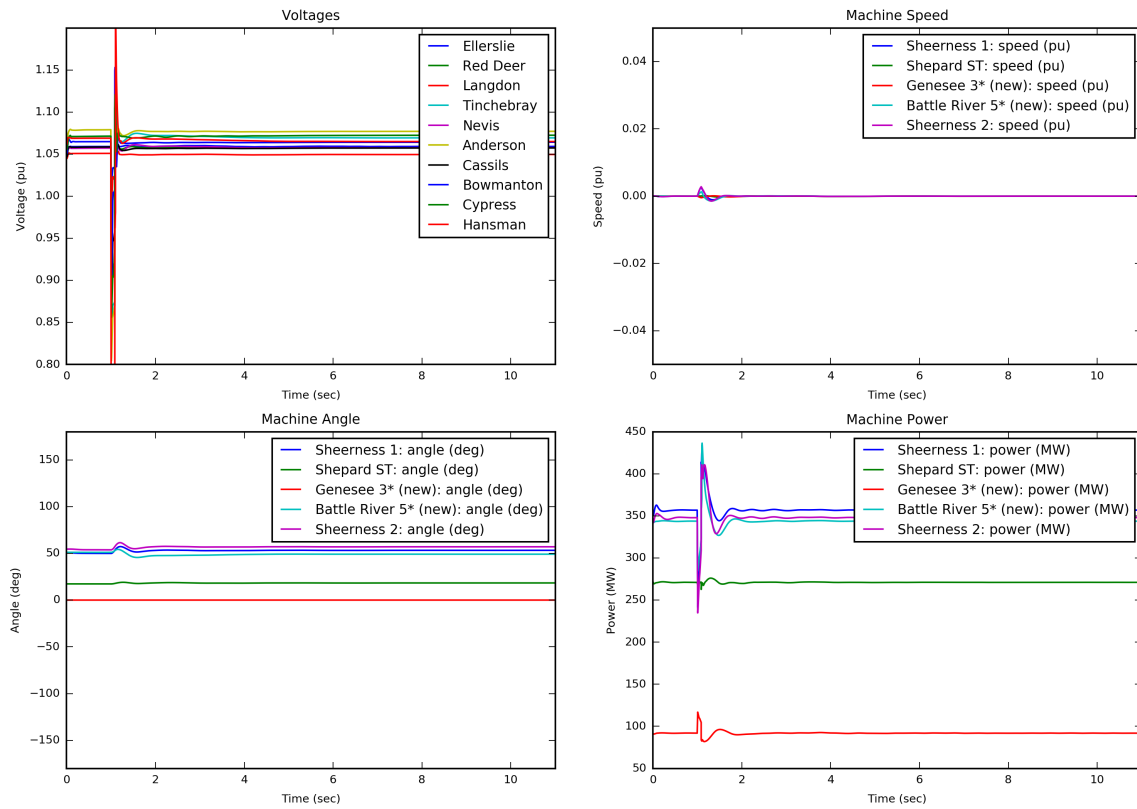 Voltages
1.15
1.10
1.05
1.00
0.95
0.90
0.85
0.80
Voltage (pu)
0
2
4
6
8
10
Time (sec)
Ellerslie
Red Deer
Langdon
Tinchebray
Nevis
Anderson
Cassils
Bowmanton
Cypress
Hansman
Machine Speed
0.04
0.02
0.00
−0.02
−0.04
Speed (pu)
0
2
4
6
8
10
Time (sec)
Sheerness 1: speed (pu)
Shepard ST: speed (pu)
Genesee 3* (new): speed (pu)
Battle River 5* (new): speed (pu)
Sheerness 2: speed (pu)
Machine Angle
150
100
50
0
−50
−100
−150
Angle (deg)
0
2
4
6
8
10
Time (sec)
Sheerness 1: angle (deg)
Shepard ST: angle (deg)
Genesee 3* (new): angle (deg)
Battle River 5* (new): angle (deg)
Sheerness 2: angle (deg)
Machine Power
450
400
350
300
250
200
150
100
50
Power (MW)
0
2
4
6
8
10
Time (sec)
Sheerness 1: power (MW)
Shepard ST: power (MW)
Genesee 3* (new): power (MW)
Battle River 5* (new): power (MW)
Sheerness 2: power (MW)